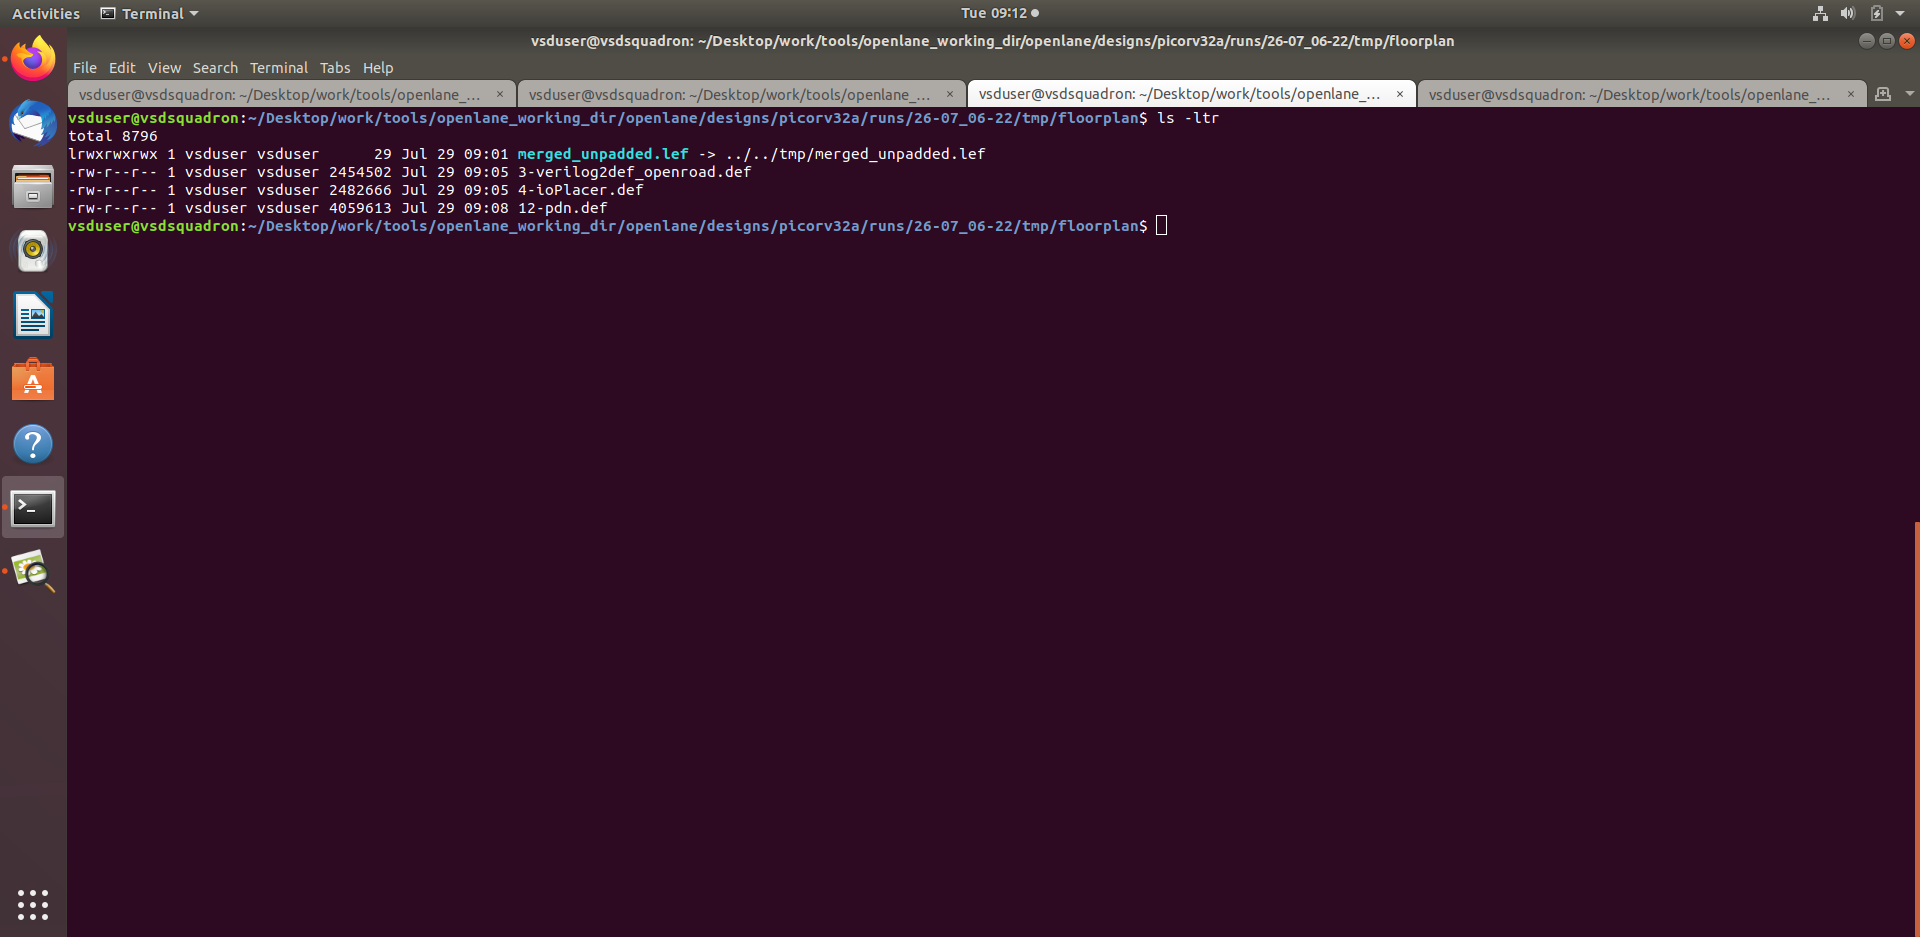 Activities Terminal Tue 09:12
vsduser@vsdsquadron: ~/Desktop/work/tools/openlane_working_dir/openlane/designs/picorv32a/runs/26-07_06-22/tmp/floorplan
File Edit View Search Terminal Tabs Help
vsduser@vsdsquadron: ~/Desktop/work/tools/openlane_... × vsduser@vsdsquadron: ~/Desktop/work/tools/openlane_... × vsduser@vsdsquadron: ~/Desktop/work/tools/openlane_... × vsduser@vsdsquadron: ~/Desktop/work/tools/openlane_... ×
vsduser@vsdsquadron:~/Desktop/work/tools/openlane_working_dir/openlane/designs/picorv32a/runs/26-07_06-22/tmp/floorplan$ ls -ltr
total 8796
lrwxrwxrwx 1 vsduser vsduser      29 Jul 29 09:01 merged_unpadded.lef -> ../../tmp/merged_unpadded.lef
-rw-r--r-- 1 vsduser vsduser 2454502 Jul 29 09:05 3-verilog2def_openroad.def
-rw-r--r-- 1 vsduser vsduser 2482666 Jul 29 09:05 4-ioPlacer.def
-rw-r--r-- 1 vsduser vsduser 4059613 Jul 29 09:08 12-pdn.def
vsduser@vsdsquadron:~/Desktop/work/tools/openlane_working_dir/openlane/designs/picorv32a/runs/26-07_06-22/tmp/floorplan$